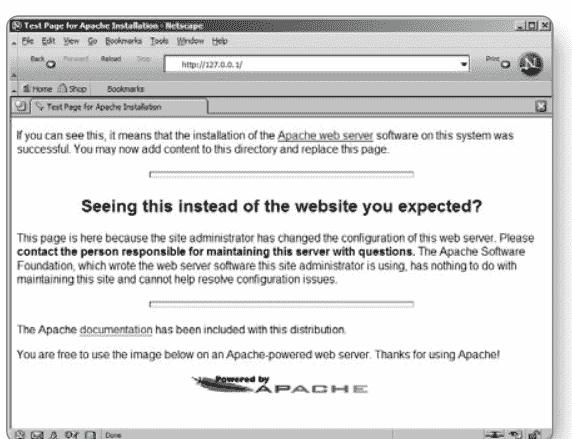 Test Page for Apache Installation - Netscape
File Edit View Go Bookmarks Tools Window Help
Back Forward Reload Stop http://127.0.0.1/ Print N
Home Shop Bookmarks
Test Page for Apache Installation
If you can see this, it means that the installation of the Apache web server software on this system was
successful. You may now add content to this directory and replace this page.
Seeing this instead of the website you expected?
This page is here because the site administrator has changed the configuration of this web server. Please
contact the person responsible for maintaining this server with questions. The Apache Software
Foundation, which wrote the web server software this site administrator is using, has nothing to do with
maintaining this site and cannot help resolve configuration issues.
The Apache documentation has been included with this distribution.
You are free to use the image below on an Apache-powered web server. Thanks for using Apache!
Powered by
APACHE
Done